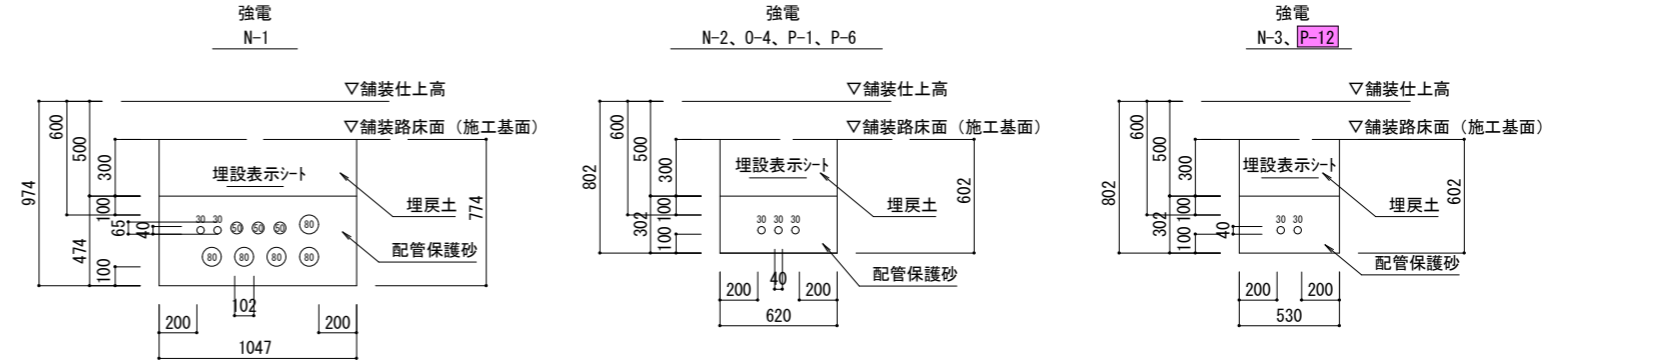 強電
N-1
▽舗装仕上高
▽舗装路床面（施工基面）
974
600
500
300
100
65
40
474
100
774
埋設表示シート
埋戻土
配管保護砂
30 30 50 50 50 80
80 80 80 80
102
200 200
1047
強電
N-2、O-4、P-1、P-6
▽舗装仕上高
▽舗装路床面（施工基面）
802
600
500
300
100
302
100
602
埋設表示シート
埋戻土
配管保護砂
30 30 30
40
200 200
620
強電
N-3、P-12
▽舗装仕上高
▽舗装路床面（施工基面）
802
600
500
300
100
302
40
100
602
埋設表示シート
埋戻土
配管保護砂
30 30
200 200
530